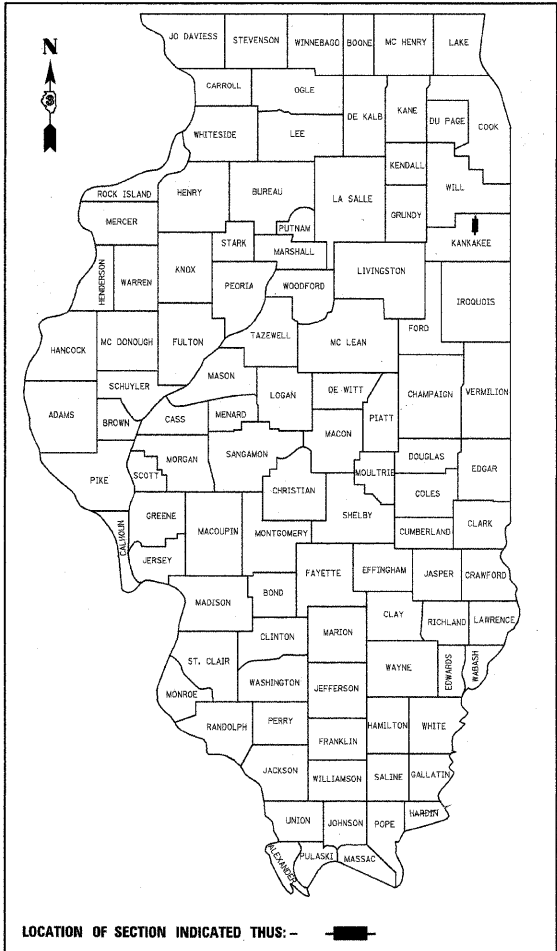 JO DAVIESS STEVENSON WINNEBAGO BOONE MC HENRY LAKE
N
CARROLL OGLE
DE KALB KANE DU PAGE COOK
WHITESIDE LEE
KENDALL
ROCK ISLAND HENRY BUREAU LA SALLE WILL
MERCER PUTNAM GRUNDY
STARK MARSHALL KANKAKEE
HENDERSON WARREN KNOX PEORIA WOODFORD LIVINGSTON IROQUOIS
FORD
HANCOCK MC DONOUGH FULTON TAZEWELL MC LEAN
MASON
SCHUYLER LOGAN DE-WITT CHAMPAIGN VERMILION
ADAMS BROWN CASS MENARD PIATT
MACON
MORGAN SANGAMON DOUGLAS
PIKE SCOTT MOULTRIE EDGAR
CHRISTIAN COLES
GREENE SHELBY
CALHOUN MACOUPIN MONTGOMERY CUMBERLAND CLARK
JERSEY
FAYETTE EFFINGHAM JASPER CRAWFORD
MADISON BOND
CLAY RICHLAND LAWRENCE
CLINTON MARION
ST. CLAIR WAYNE EDWARDS WABASH
WASHINGTON JEFFERSON
MONROE
RANDOLPH PERRY HAMILTON WHITE
FRANKLIN
JACKSON WILLIAMSON SALINE GALLATIN
UNION JOHNSON POPE HARDIN
ALEXANDER PULASKI MASSAC
LOCATION OF SECTION INDICATED THUS: –